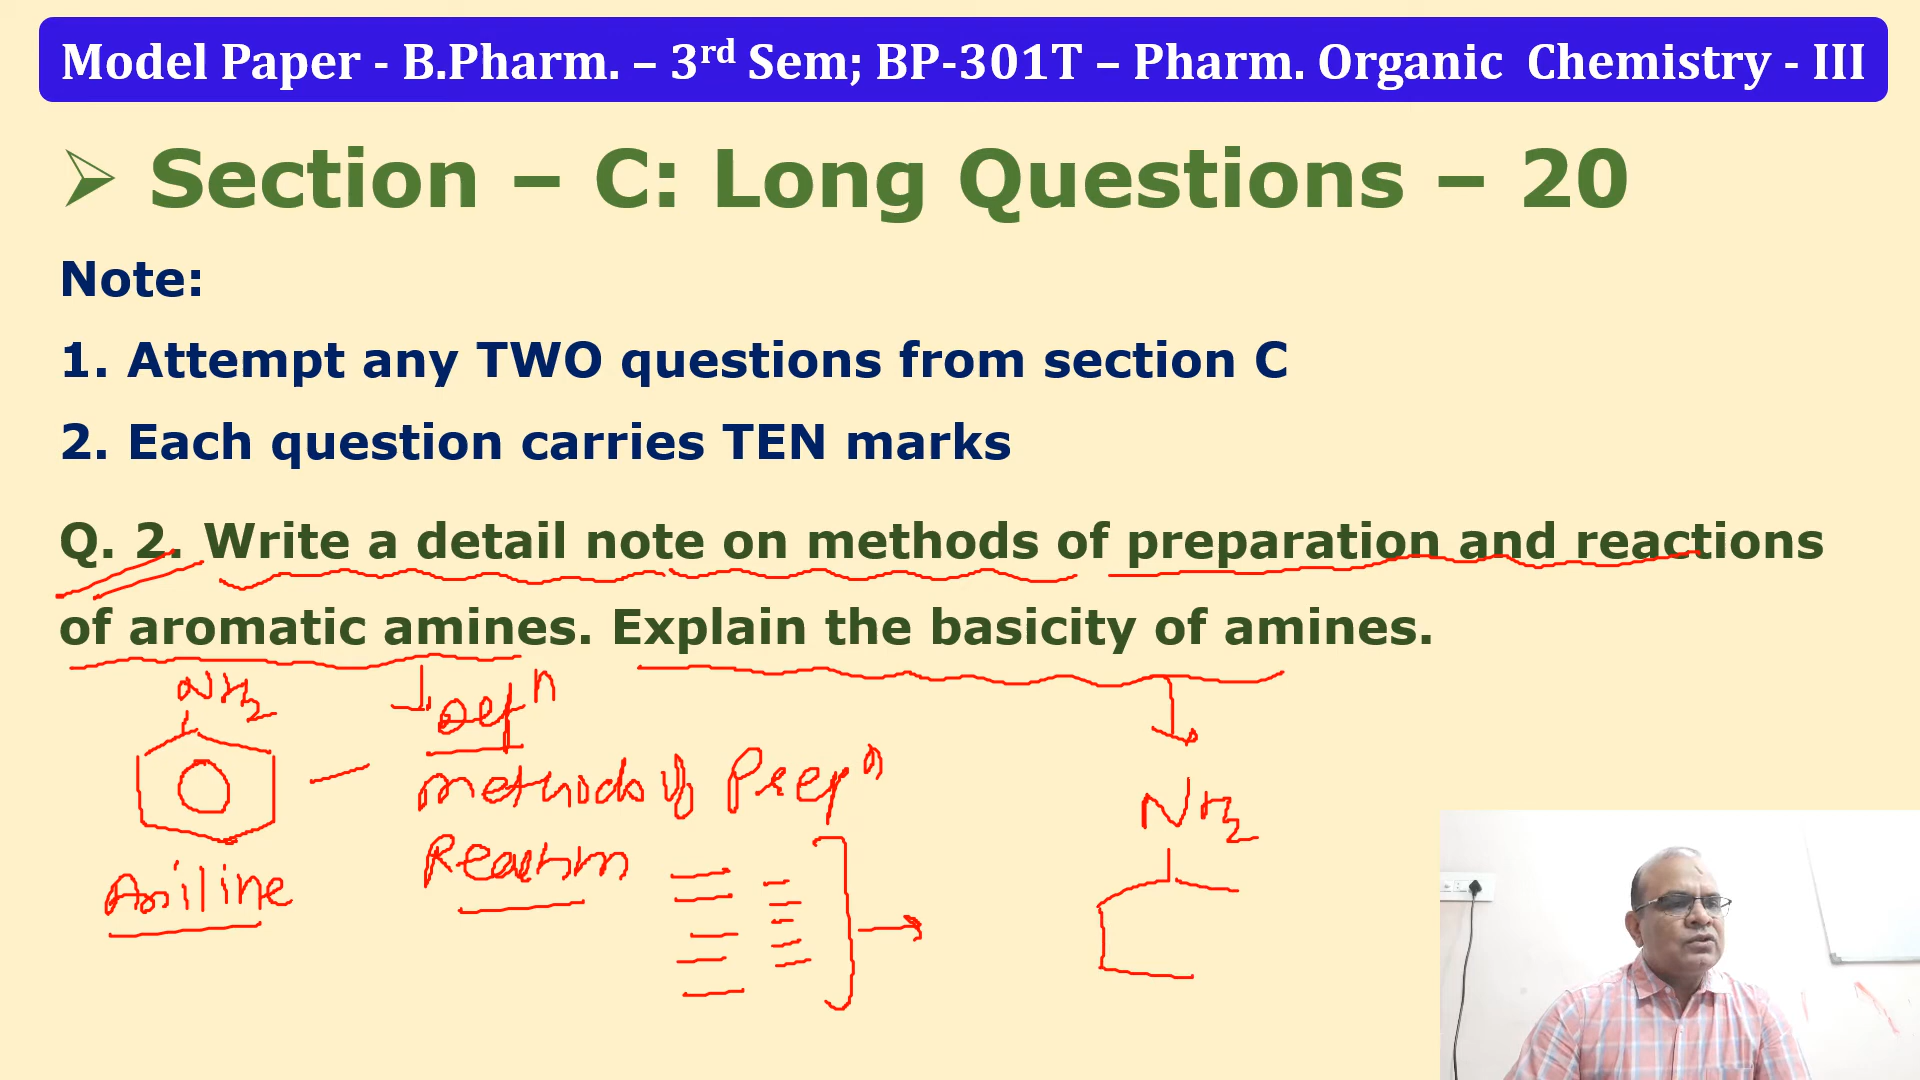 Model Paper - B.Pharm. – 3rd Sem; BP-301T – Pharm. Organic Chemistry - III
➢ Section – C: Long Questions – 20
Note:
1. Attempt any TWO questions from section C
2. Each question carries TEN marks
Q. 2. Write a detail note on methods of preparation and reactions
of aromatic amines. Explain the basicity of amines.
NH2
Defn
methods of Prepn
NH2
Reactn
Aniline